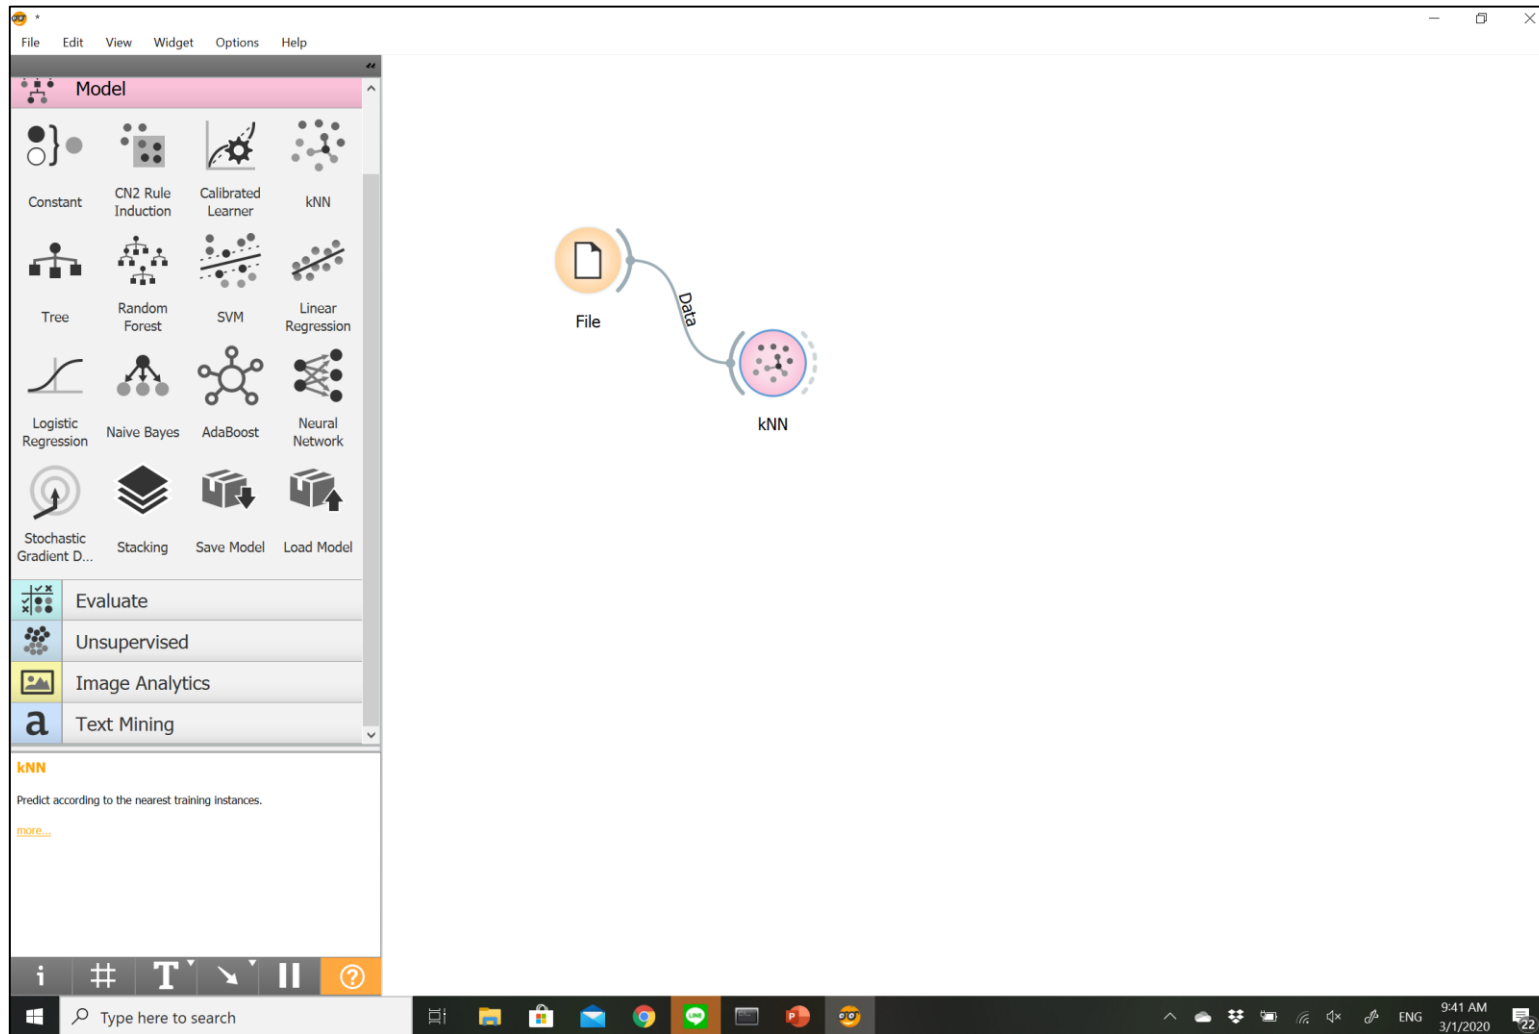 *
File Edit View Widget Options Help
Model
Constant
CN2 Rule
Induction
Calibrated
Learner
kNN
Tree
Random
Forest
SVM
Linear
Regression
Logistic
Regression
Naive Bayes
AdaBoost
Neural
Network
Stochastic
Gradient D...
Stacking
Save Model
Load Model
Evaluate
Unsupervised
Image Analytics
a Text Mining
kNN
Predict according to the nearest training instances.
more...
File
Data
kNN
Type here to search
LINE
ENG
9:41 AM
3/1/2020
22